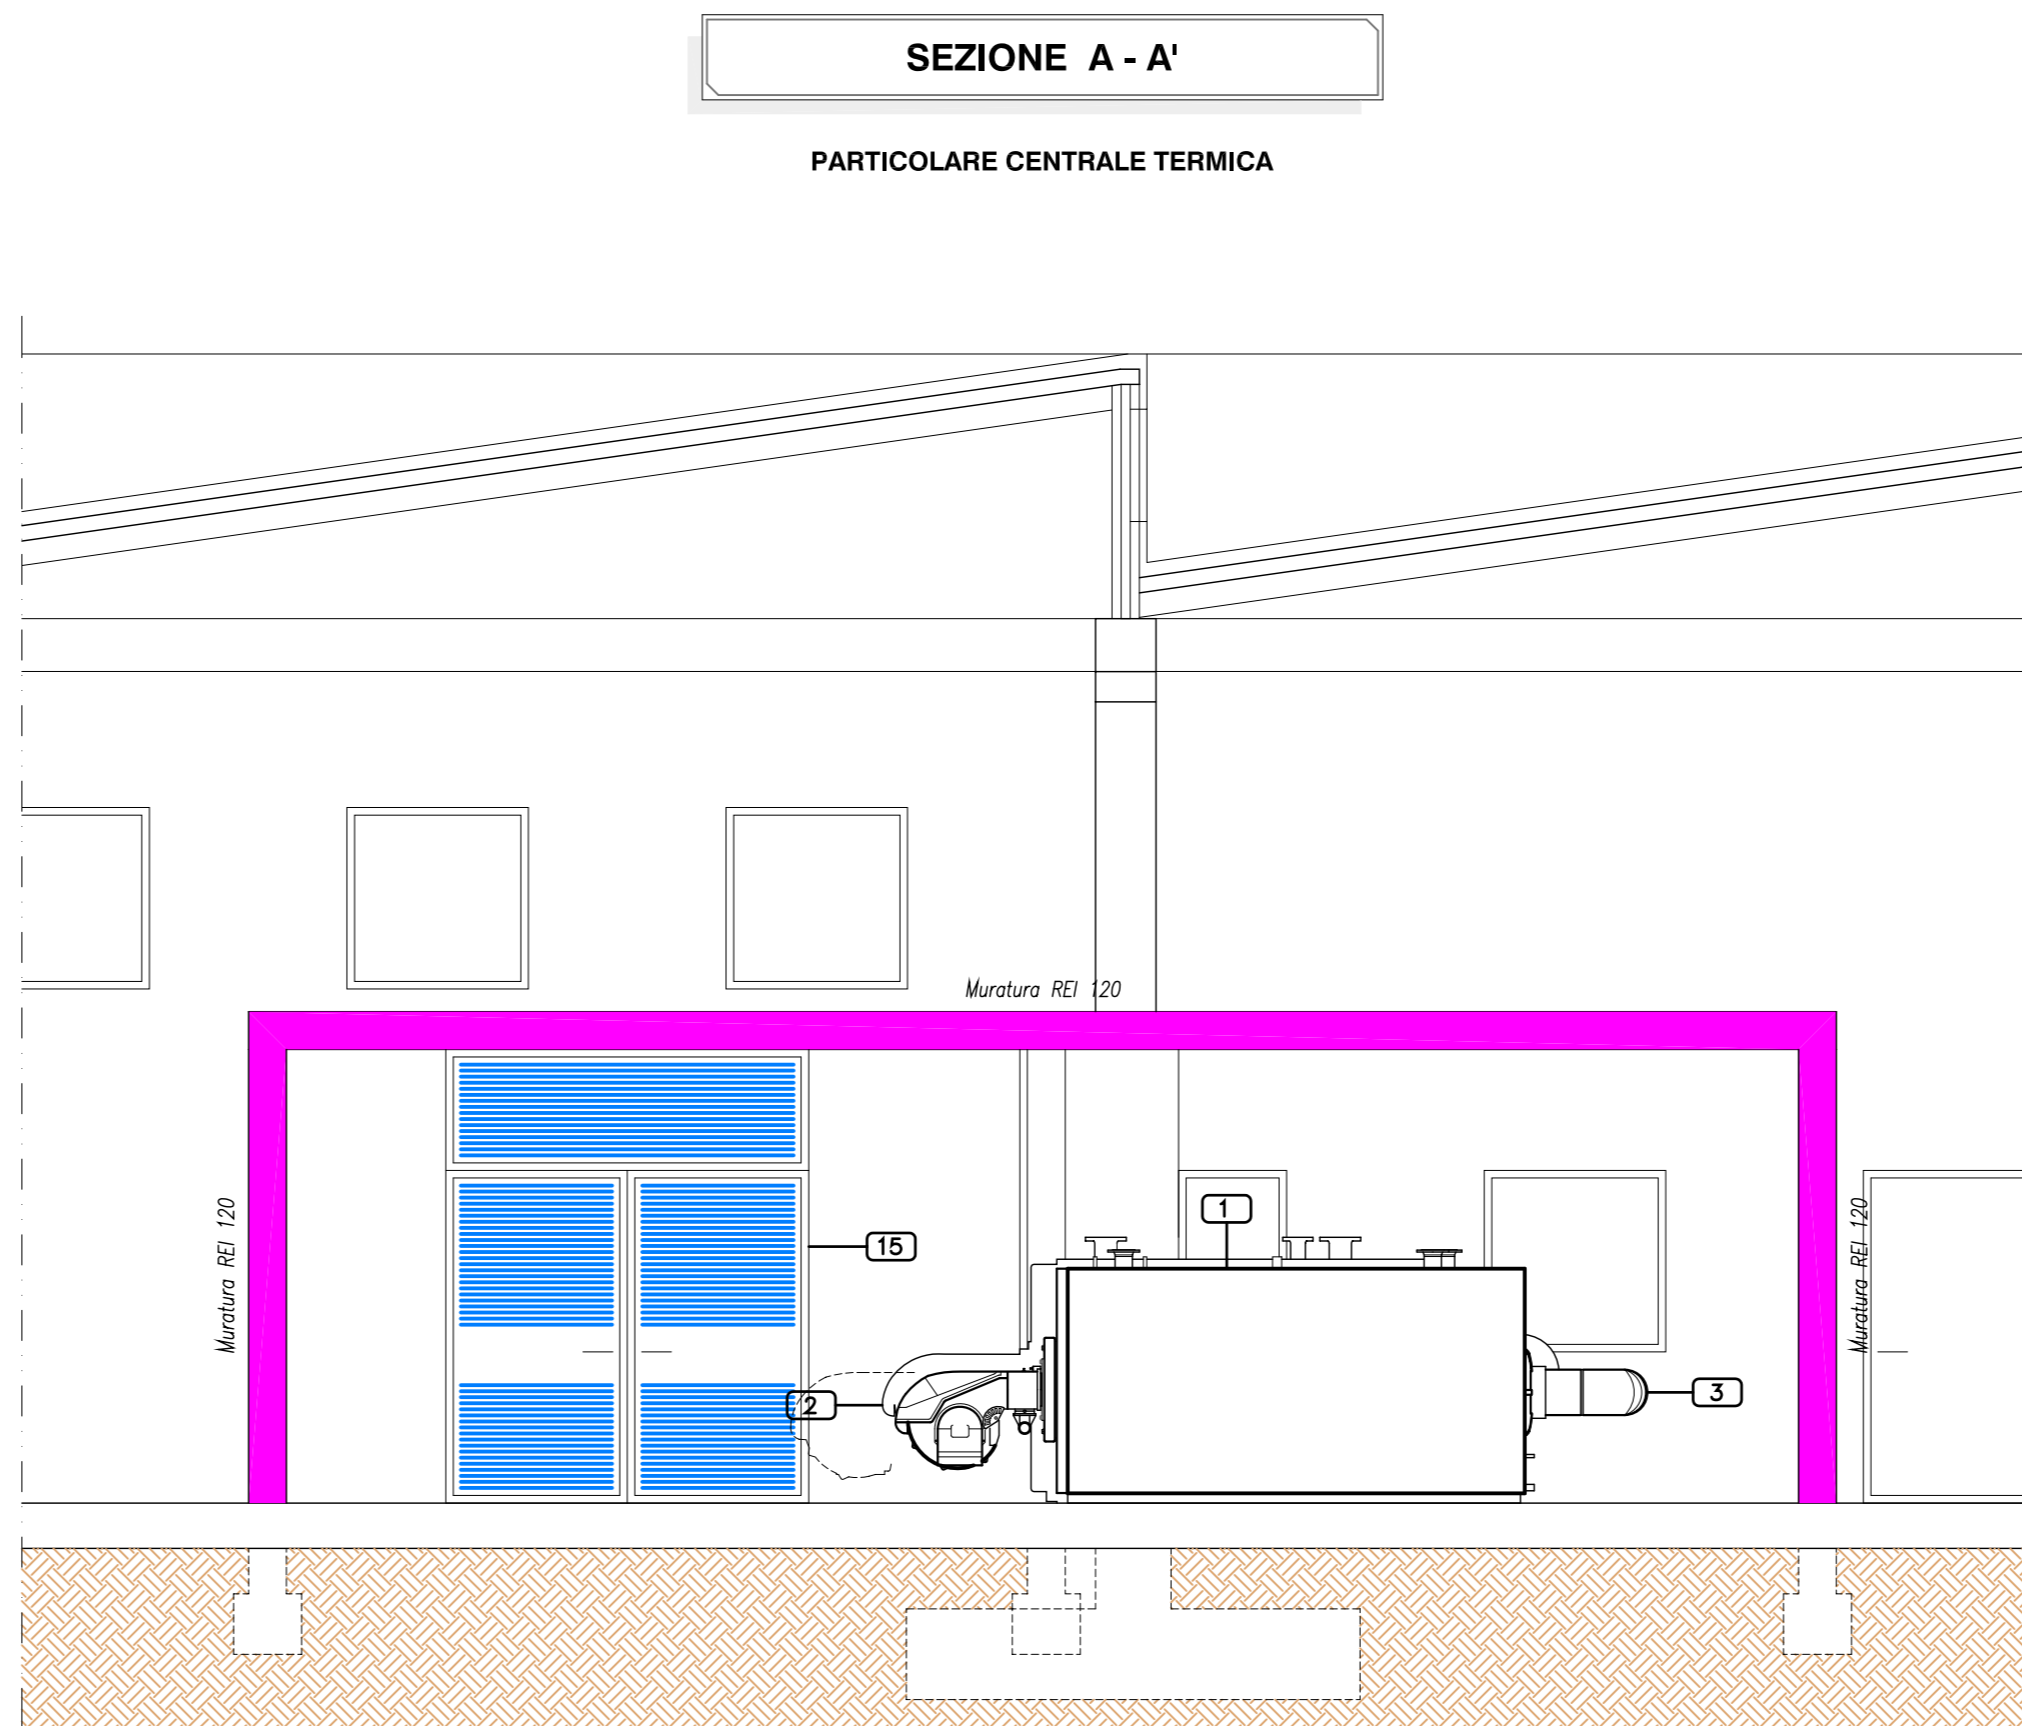 SEZIONE A - A'
PARTICOLARE CENTRALE TERMICA
Muratura REI 120
Muratura REI 120
Muratura REI 120
1
15
2
3